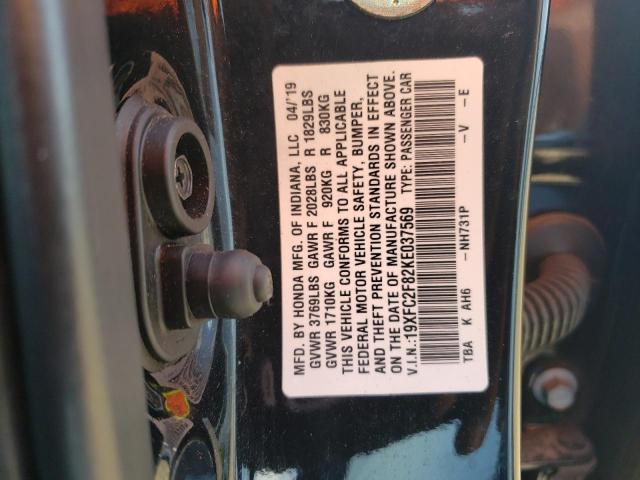 MFD. BY HONDA MFG. OF INDIANA, LLC 04/'19
GVWR 3769LBS GAWR F 2028LBS R 1829LBS
GVWR 1710KG GAWR F 920KG R 830KG
THIS VEHICLE CONFORMS TO ALL APPLICABLE
FEDERAL MOTOR VEHICLE SAFETY, BUMPER,
AND THEFT PREVENTION STANDARDS IN EFFECT
ON THE DATE OF MANUFACTURE SHOWN ABOVE.
V.I.N.:19XFC2F82KE037569 TYPE: PASSENGER CAR
TBA K AH6 -NH731P -V -E